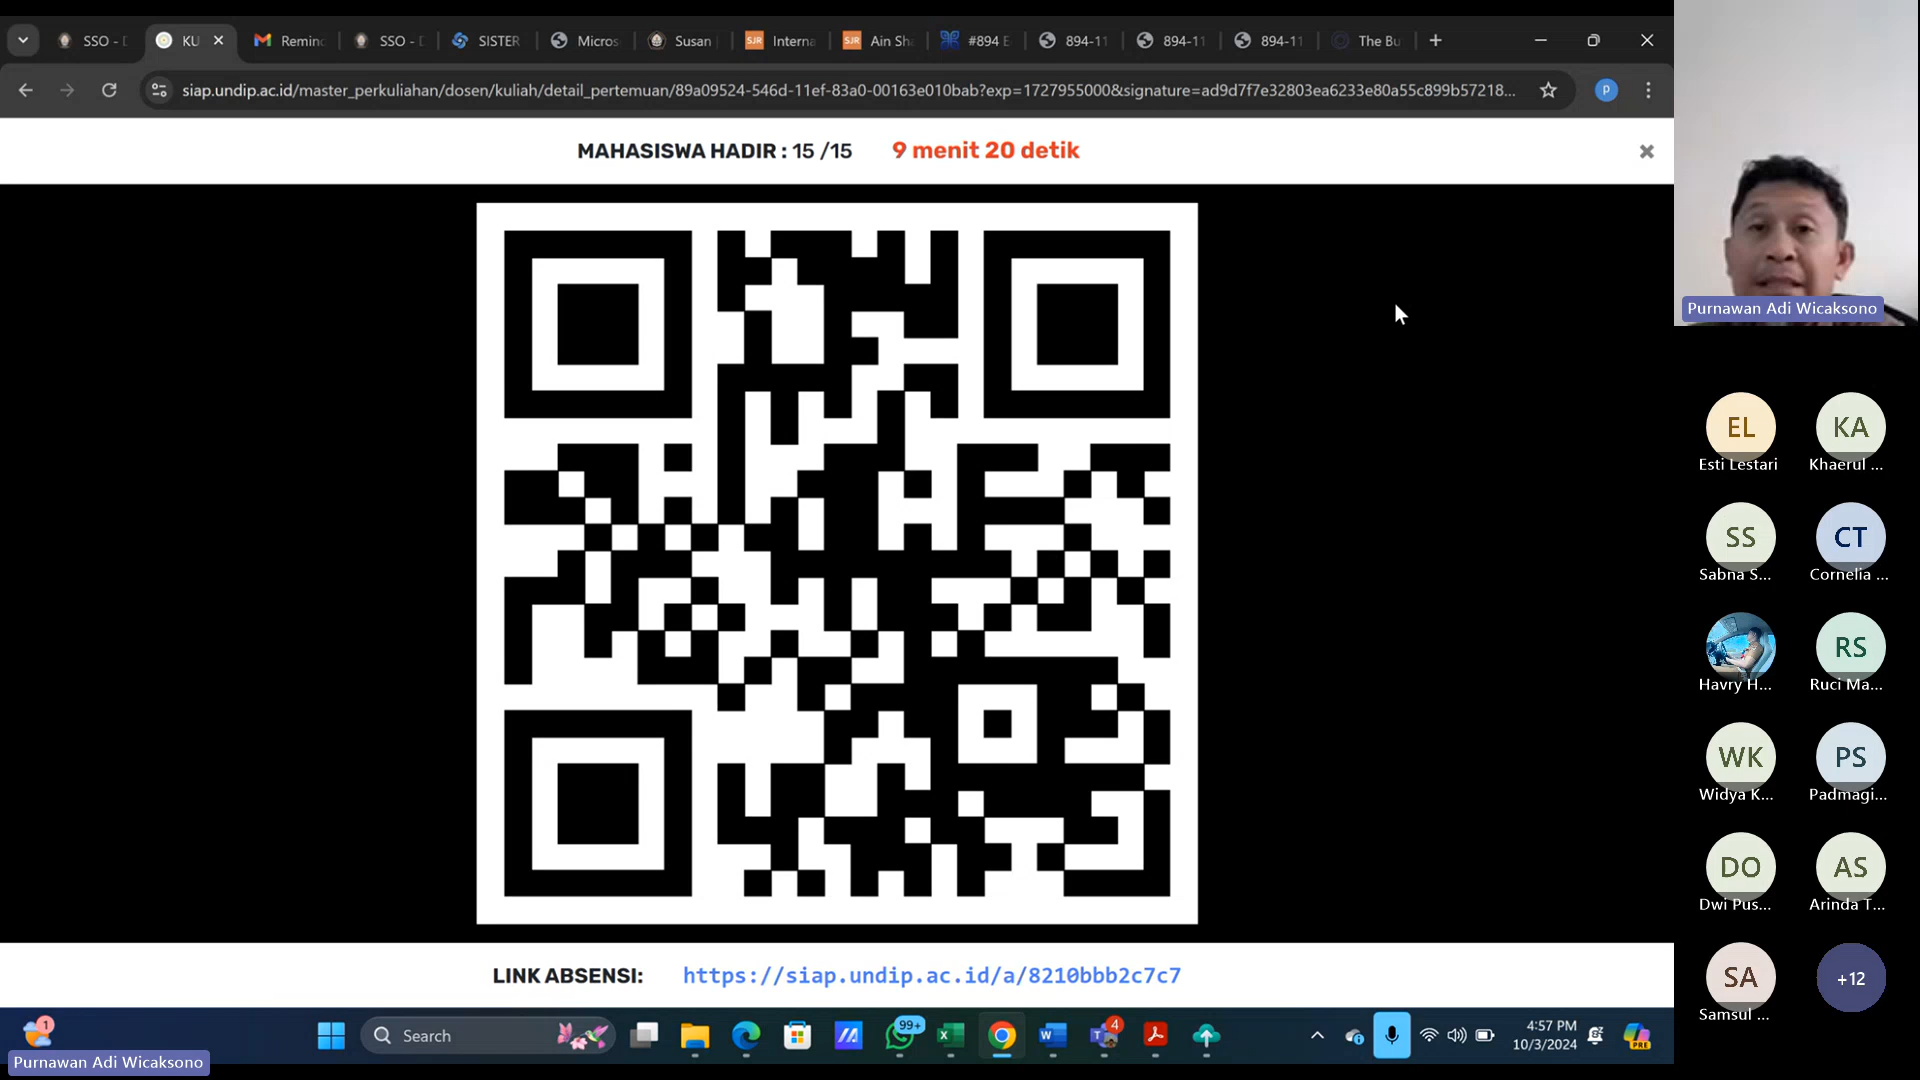 SSO - D
KU
Remind
SSO - D
SISTER
Micros
Susan
Interna
Ain Sha
#894 E
894-11
894-11
894-11
The Bu
siap.undip.ac.id/master_perkuliahan/dosen/kuliah/detail_pertemuan/89a09524-546d-11ef-83a0-00163e010bab?exp=1727955000&signature=ad9d7f7e32803ea6233e80a55c899b57218...
p
MAHASISWA HADIR : 15 /15 9 menit 20 detik
Purnawan Adi Wicaksono
EL
Esti Lestari
KA
Khaerul ...
SS
Sabna S...
CT
Cornelia ...
Havry H...
RS
Ruci Ma...
WK
Widya K...
PS
Padmagi...
DO
Dwi Pus...
AS
Arinda T...
SA
Samsul ...
+12
LINK ABSENSI: https://siap.undip.ac.id/a/8210bbb2c7c7
1
Search
99+
4
4:57 PM
10/3/2024
PRE
Purnawan Adi Wicaksono